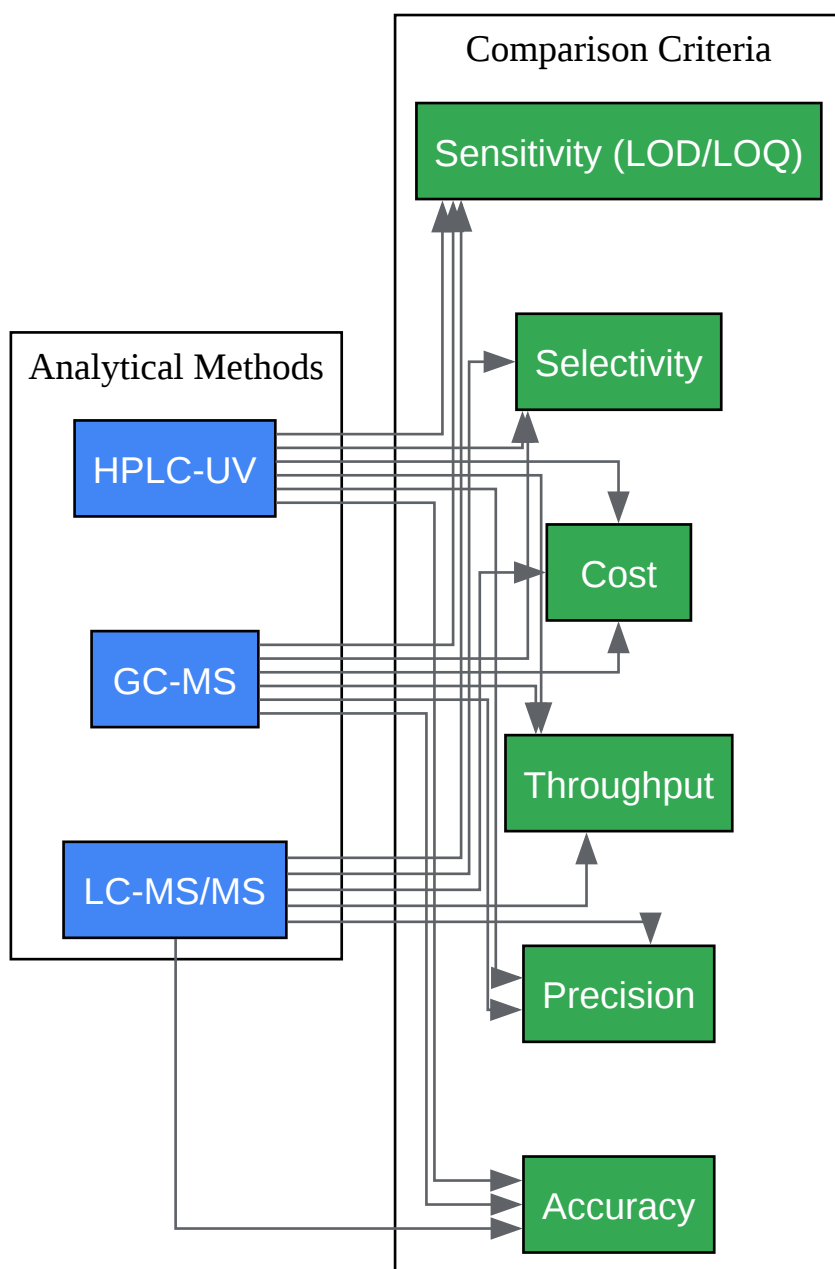 Comparison Criteria
Sensitivity (LOD/LOQ)
Selectivity
Cost
Throughput
Precision
Accuracy
Analytical Methods
HPLC-UV
GC-MS
LC-MS/MS